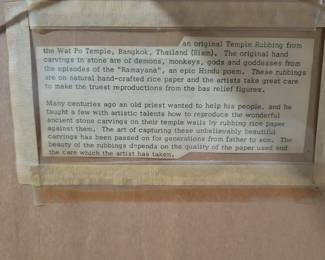 an original Temple Rubbing from
the Wat Po Temple, Bangkok, Thailand (Siam). The original hand
carvings in stone are of demons, monkeys, gods and goddesses from
the episodes of the "Ramayana", an epic Hindu poem. These rubbings
are on natural hand-crafted rice paper and the artists take great care
to make the truest reproductions from the bas relief figures.
Many centuries ago an old priest wanted to help his people, and he
taught a few with artistic talents how to reproduce the wonderful
ancient stone carvings on their temple walls by rubbing rice paper
against them. The art of capturing these unbelievably beautiful
carvings has been passed on for generations from father to son. The
beauty of the rubbings depends on the quality of the paper used and
the care which the artist has taken.